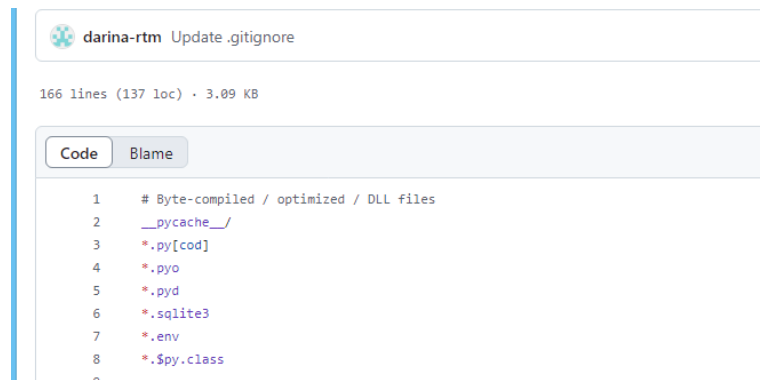 darina-rtm Update .gitignore
166 lines (137 loc) · 3.09 KB
Code Blame
1 # Byte-compiled / optimized / DLL files
2 __pycache__/
3 *.py[cod]
4 *.pyo
5 *.pyd
6 *.sqlite3
7 *.env
8 *.$py.class